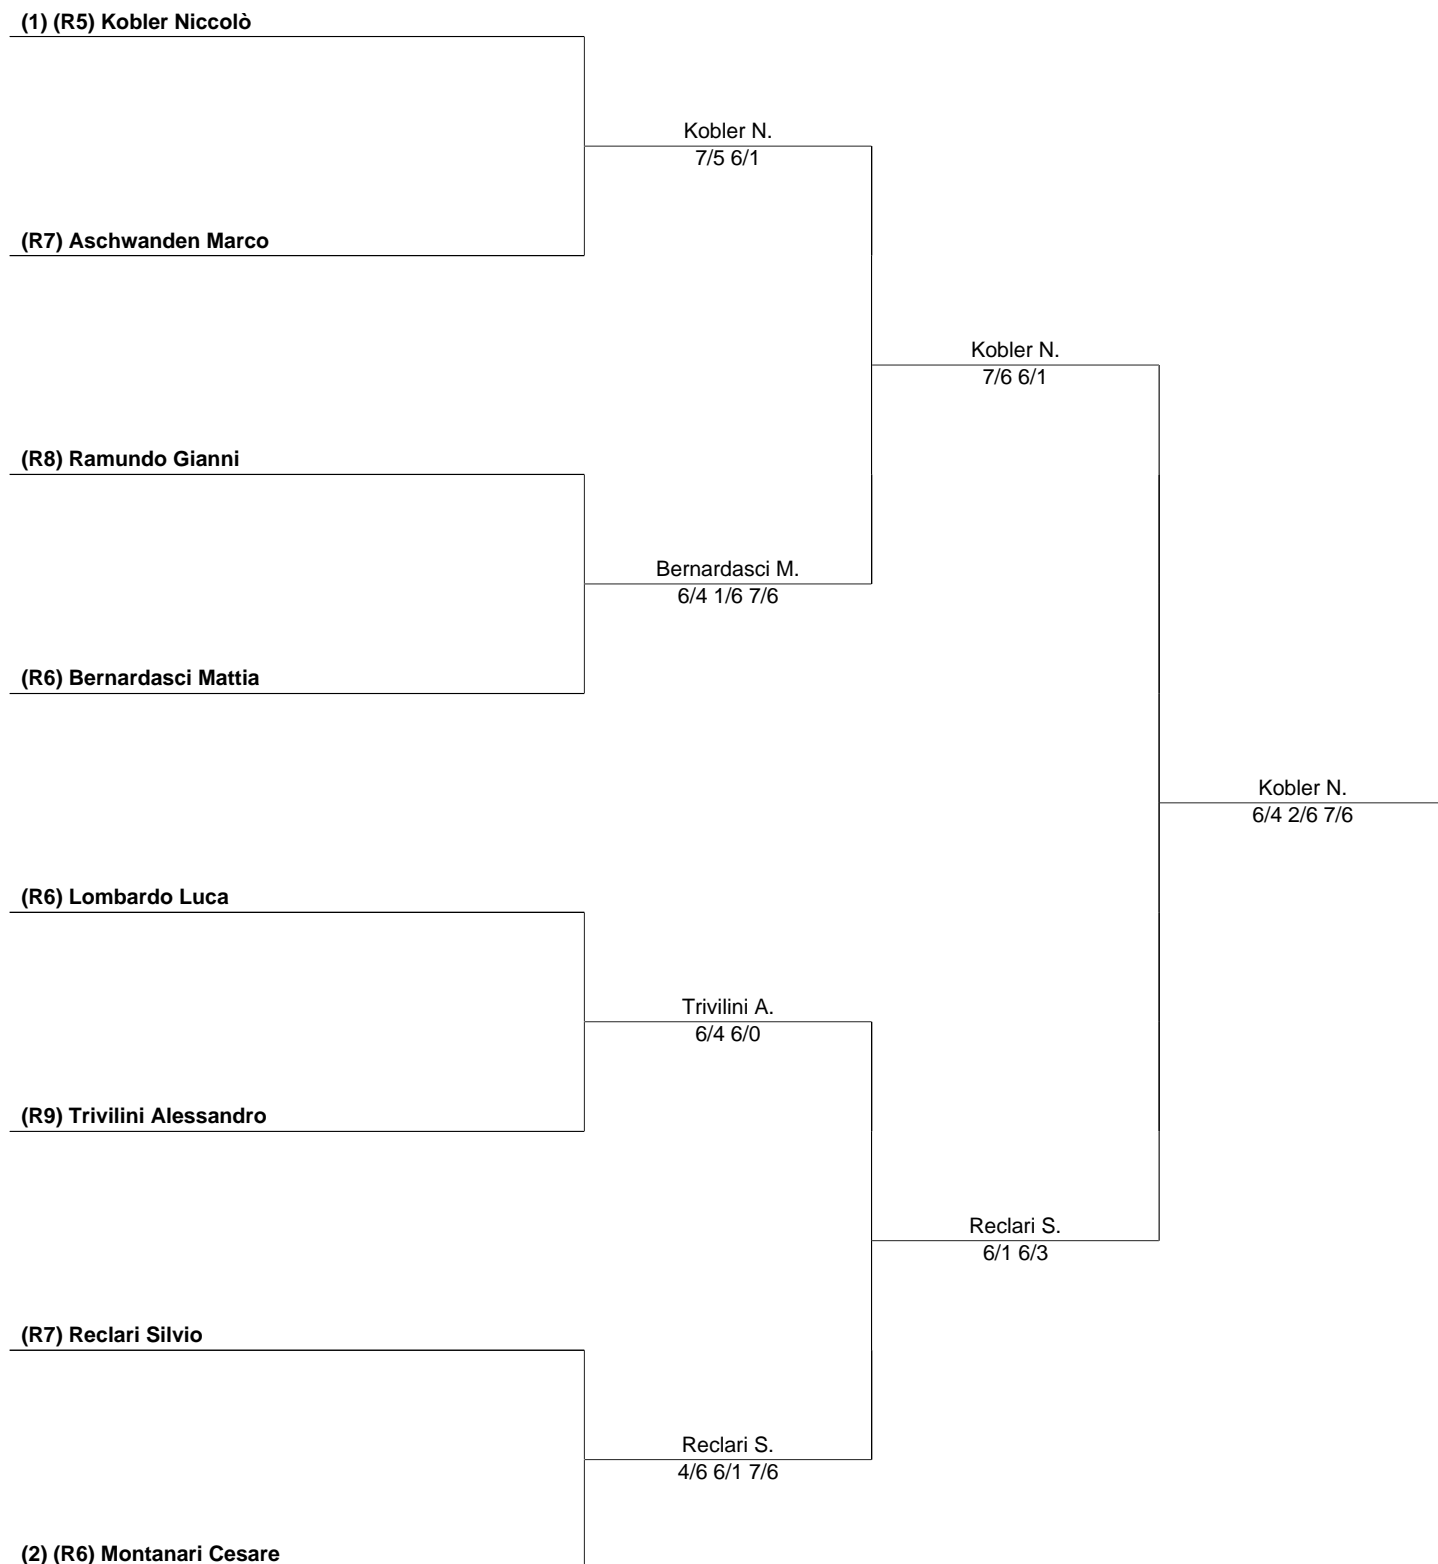 (1) (R5) Kobler Niccolò
Kobler N.
7/5 6/1
(R7) Aschwanden Marco
Kobler N.
7/6 6/1
(R8) Ramundo Gianni
Bernardasci M.
6/4 1/6 7/6
(R6) Bernardasci Mattia
Kobler N.
6/4 2/6 7/6
(R6) Lombardo Luca
Trivilini A.
6/4 6/0
(R9) Trivilini Alessandro
Reclari S.
6/1 6/3
(R7) Reclari Silvio
Reclari S.
4/6 6/1 7/6
(2) (R6) Montanari Cesare